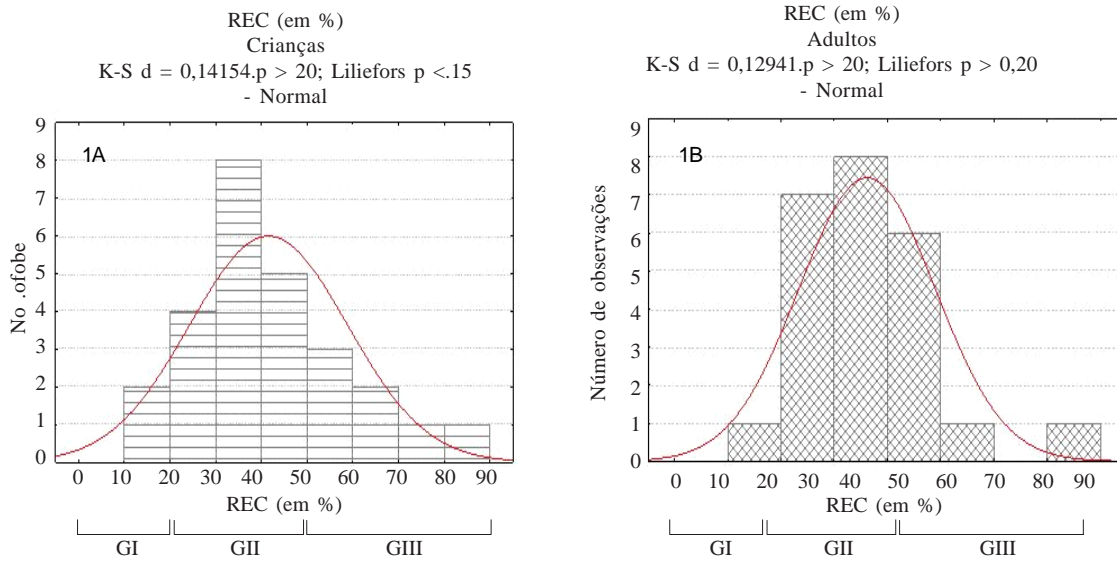 REC (em %)
Crianças
K-S d = 0,14154.p > 20; Liliefors p <.15
- Normal
9
1A
8
7
6
5
4
3
2
1
0
No .ofobe
0 10 20 30 40 50 60 70 80 90
REC (em %)
GI GII GIII
REC (em %)
Adultos
K-S d = 0,12941.p > 20; Liliefors p > 0,20
- Normal
9
1B
8
7
6
5
4
3
2
1
0
Número de observações
0 10 20 30 40 50 60 70 80 90
REC (em %)
GI GII GIII